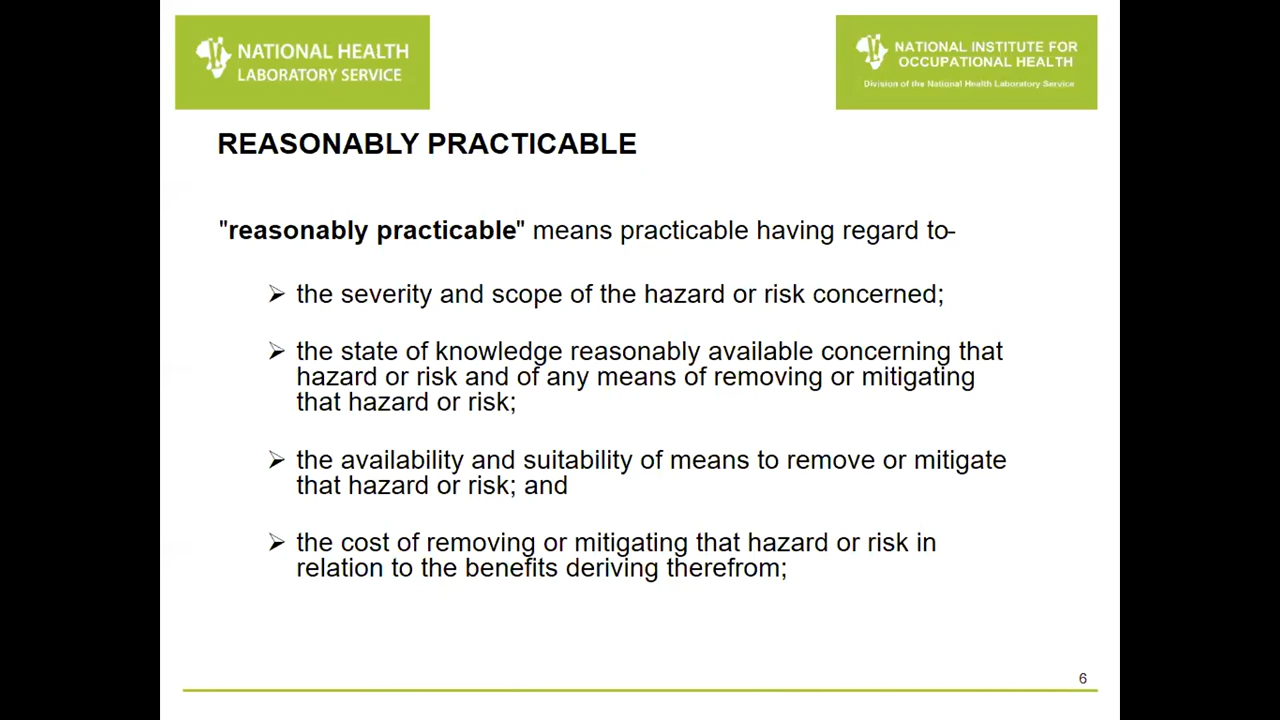 NATIONAL HEALTH
LABORATORY SERVICE
NATIONAL INSTITUTE FOR
OCCUPATIONAL HEALTH
Division of the National Health Laboratory Service
REASONABLY PRACTICABLE
"reasonably practicable" means practicable having regard to-
➢ the severity and scope of the hazard or risk concerned;
➢ the state of knowledge reasonably available concerning that
hazard or risk and of any means of removing or mitigating
that hazard or risk;
➢ the availability and suitability of means to remove or mitigate
that hazard or risk; and
➢ the cost of removing or mitigating that hazard or risk in
relation to the benefits deriving therefrom;
6